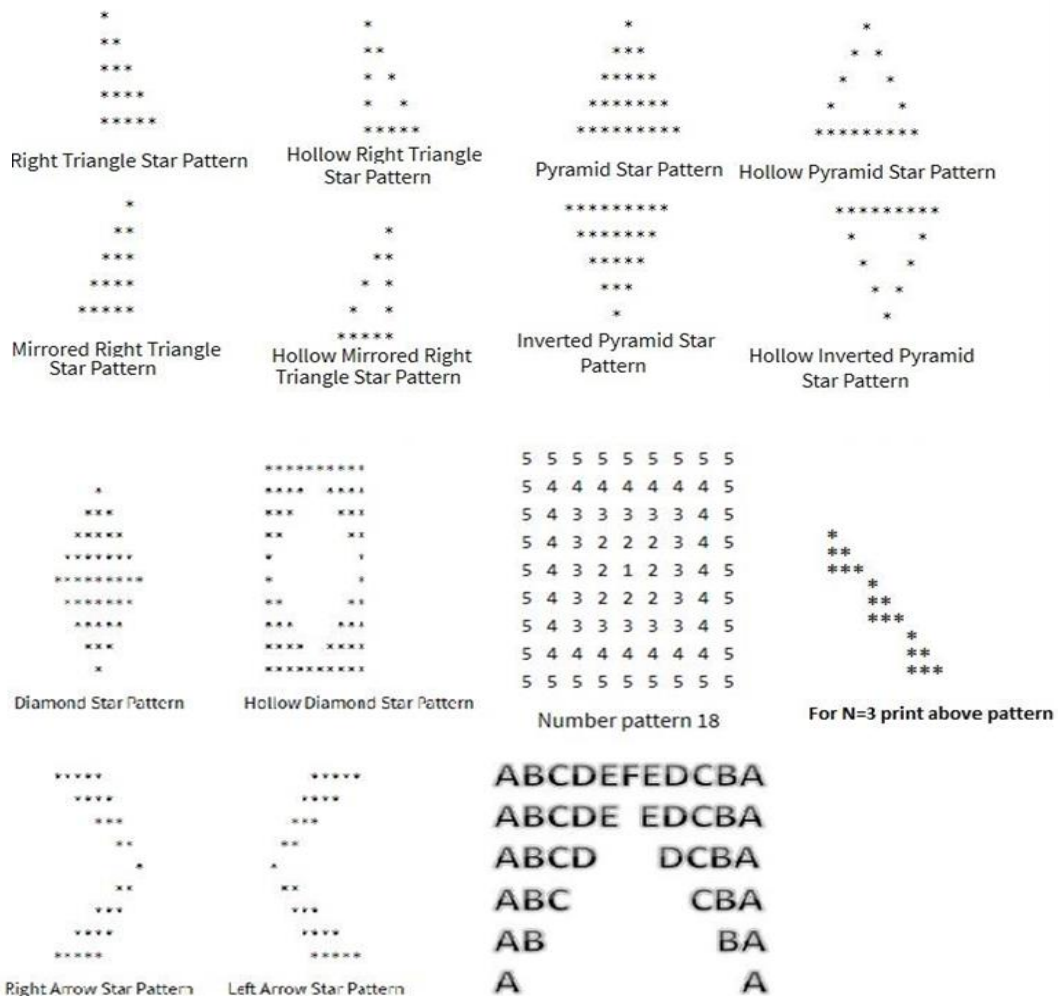 *
**
***
****
*****
Right Triangle Star Pattern
*
**
* *
*  *
*****
Hollow Right Triangle
Star Pattern
*
***
*****
*******
*********
Pyramid Star Pattern
*
* *
*   *
*     *
*********
Hollow Pyramid Star Pattern
*
**
***
****
*****
Mirrored Right Triangle
Star Pattern
*
**
* *
*  *
*****
Hollow Mirrored Right
Triangle Star Pattern
*********
*******
*****
***
*
Inverted Pyramid Star
Pattern
*********
*     *
*   *
* *
*
Hollow Inverted Pyramid
Star Pattern
*
***
*****
*******
*********
*******
*****
***
*
Diamond Star Pattern
**********
****  ****
***    ***
**      **
*        *
*        *
**      **
***    ***
****  ****
**********
Hollow Diamond Star Pattern
5 5 5 5 5 5 5 5 5
5 4 4 4 4 4 4 4 5
5 4 3 3 3 3 3 4 5
5 4 3 2 2 2 3 4 5
5 4 3 2 1 2 3 4 5
5 4 3 2 2 2 3 4 5
5 4 3 3 3 3 3 4 5
5 4 4 4 4 4 4 4 5
5 5 5 5 5 5 5 5 5
Number pattern 18
*
**
***
*
**
***
*
**
***
For N=3 print above pattern
*****
****
***
**
*
**
***
****
*****
Right Arrow Star Pattern
*****
****
***
**
*
**
***
****
*****
Left Arrow Star Pattern
ABCDEFEDCBA
ABCDE EDCBA
ABCD DCBA
ABC CBA
AB BA
A A